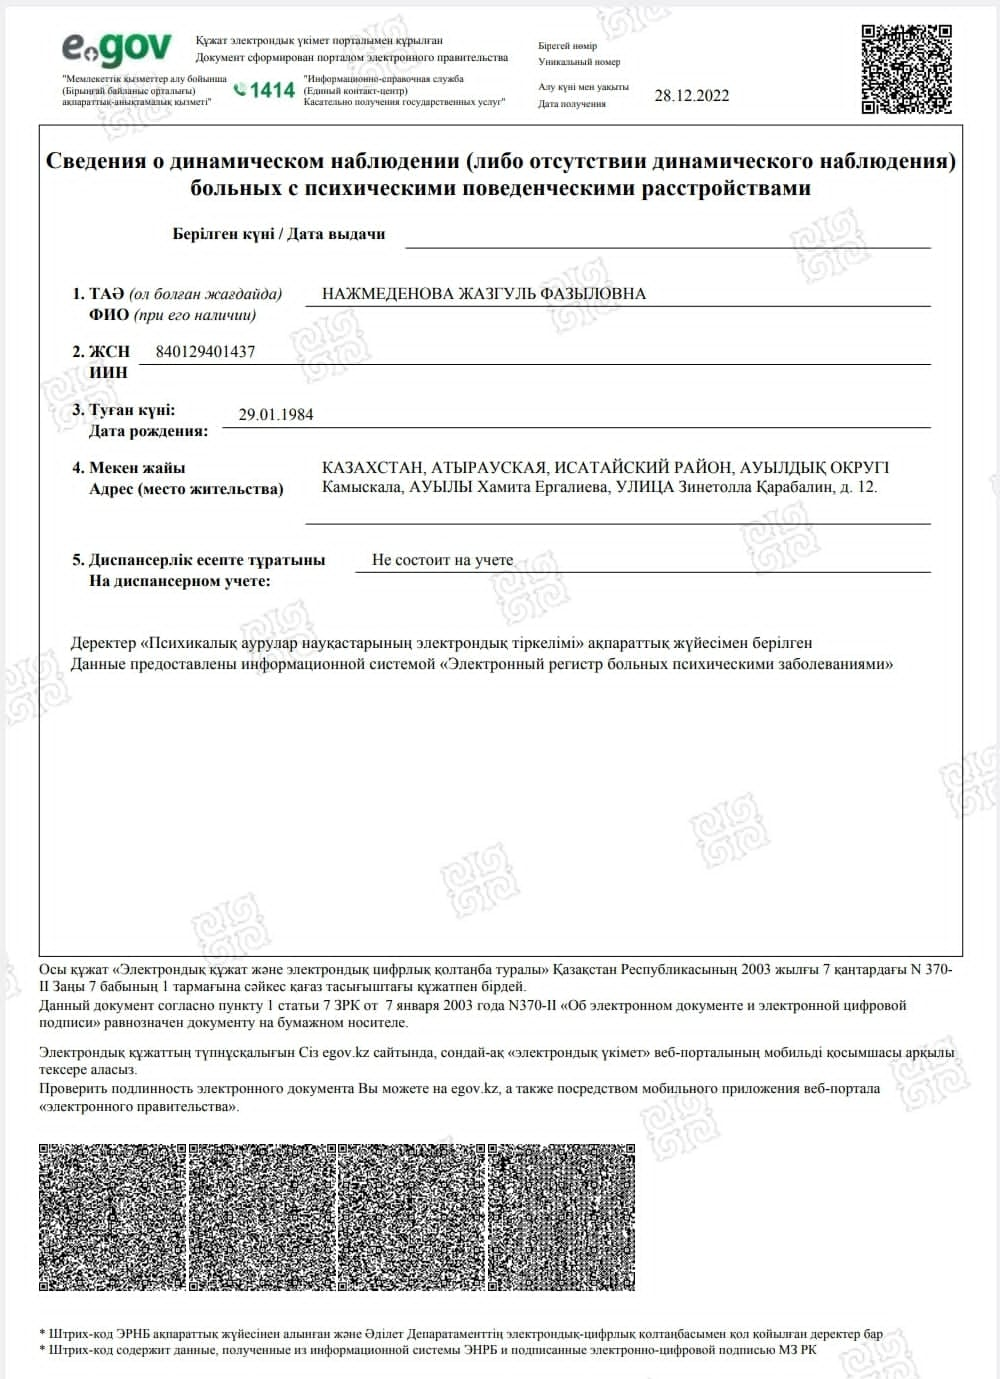 e.gov
Құжат электрондық үкімет порталымен құрылған
Документ сформирован порталом электронного правительства
"Мемлекеттік қызметтер алу бойынша
(Бірыңғай байланыс орталығы)
ақпараттық-анықтамалық қызметі"
1414
"Информационно-справочная служба
(Единый контакт-центр)
Касательно получения государственных услуг"
Бірегей нөмір
Уникальный номер
Алу күні мен уақыты
Дата получения
28.12.2022
Сведения о динамическом наблюдении (либо отсутствии динамического наблюдения)
больных с психическими поведенческими расстройствами
Берілген күні / Дата выдачи
1. ТАӘ (ол болған жағдайда)
ФИО (при его наличии)
НАЖМЕДЕНОВА ЖАЗГУЛЬ ФАЗЫЛОВНА
2. ЖСН 840129401437
ИИН
3. Туған күні:
Дата рождения:
29.01.1984
4. Мекен жайы
Адрес (место жительства)
КАЗАХСТАН, АТЫРАУСКАЯ, ИСАТАЙСКИЙ РАЙОН, АУЫЛДЫҚ ОКРУГІ
Камыскала, АУЫЛЫ Хамита Ергалиева, УЛИЦА Зинетолла Қарабалин, д. 12.
5. Диспансерлік есепте тұратыны
На диспансерном учете:
Не состоит на учете
Деректер «Психикалық аурулар науқастарының электрондық тіркелімі» ақпараттық жүйесімен берілген
Данные предоставлены информационной системой «Электронный регистр больных психическими заболеваниями»
Осы құжат «Электрондық құжат және электрондық цифрлық қолтаңба туралы» Қазақстан Республикасының 2003 жылғы 7 қаңтардағы N 370-
II Заңы 7 бабының 1 тармағына сәйкес қағаз тасығыштағы құжатпен бірдей.
Данный документ согласно пункту 1 статьи 7 ЗРК от 7 января 2003 года N370-II «Об электронном документе и электронной цифровой
подписи» равнозначен документу на бумажном носителе.
Электрондық құжаттың түпнұсқалығын Сіз egov.kz сайтында, сондай-ақ «электрондық үкімет» веб-порталының мобильді қосымшасы арқылы
тексере аласыз.
Проверить подлинность электронного документа Вы можете на egov.kz, а также посредством мобильного приложения веб-портала
«электронного правительства».
* Штрих-код ЭРНБ ақпараттық жүйесінен алынған және Әділет Департаментінің электрондық-цифрлық қолтаңбасымен қол қойылған деректер бар
* Штрих-код содержит данные, полученные из информационной системы ЭНРБ и подписанные электронно-цифровой подписью МЗ РК